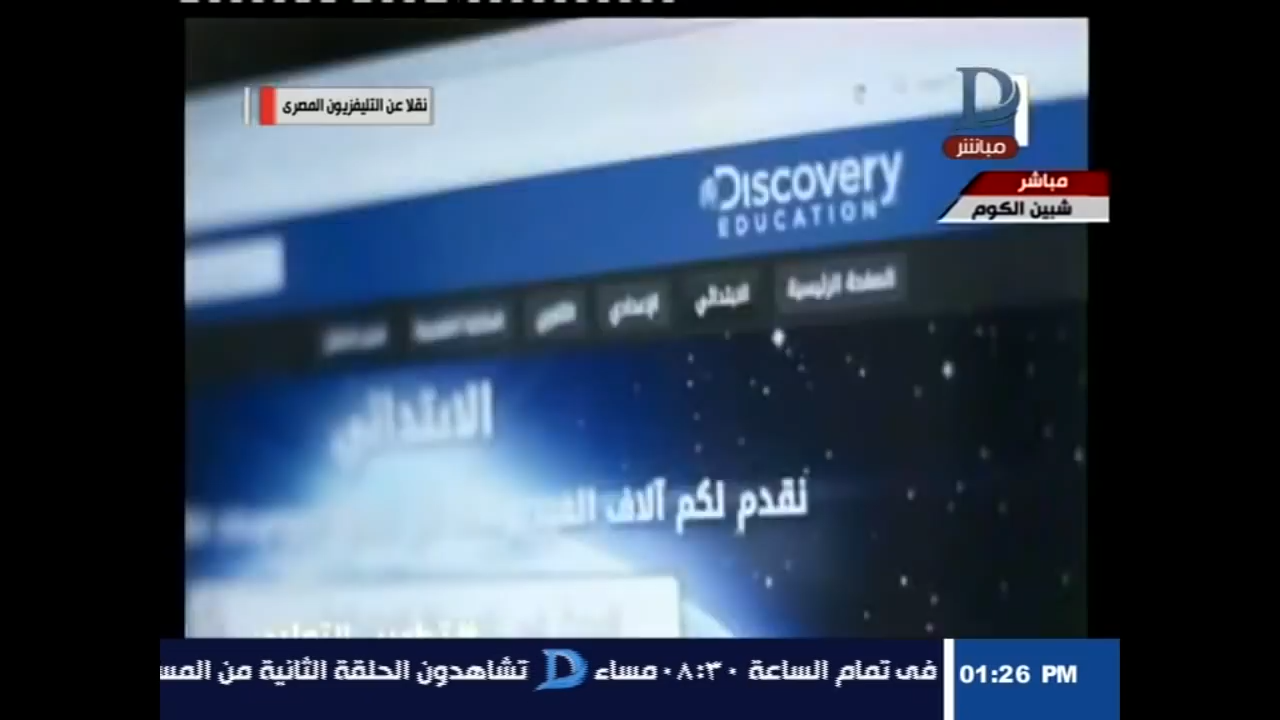 نقلا عن التليفزيون المصرى
D
مباشر
مباشر
شبين الكوم
Discovery
EDUCATION
الصفحة الرئيسية
الابتدائي
الإعدادي
الابتدائي
نقدم لكم آلاف
فى تمام الساعة ٠٨:٣٠ مساء
تشاهدون الحلقة الثانية من المس
01:26 PM